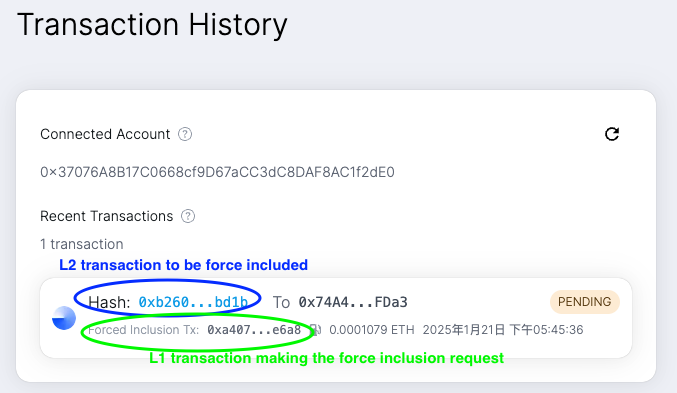 Transaction History
Connected Account ?
0x37076A8B17C0668cf9D67aCC3dC8DAF8AC1f2dE0
Recent Transactions ?
1 transaction
L2 transaction to be force included
Hash: 0xb260...bd1b To 0x74A4...FDa3 PENDING
Forced Inclusion Tx: 0xa407...e6a8 0.0001079 ETH 2025年1月21日 下午05:45:36
L1 transaction making the force inclusion request